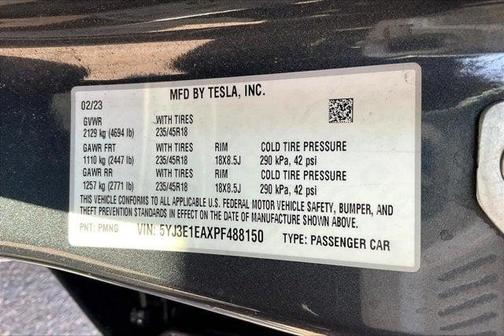 MFD BY TESLA, INC.
02/23
GVWR WITH TIRES
2129 kg (4694 lb) 235/45R18
GAWR FRT WITH TIRES RIM COLD TIRE PRESSURE
1110 kg (2447 lb) 235/45R18 18X8.5J 290 kPa, 42 psi
GAWR RR WITH TIRES RIM COLD TIRE PRESSURE
1257 kg (2771 lb) 235/45R18 18X8.5J 290 kPa, 42 psi
THIS VEHICLE CONFORMS TO ALL APPLICABLE U.S. FEDERAL MOTOR VEHICLE SAFETY, BUMPER, AND
THEFT PREVENTION STANDARDS IN EFFECT ON THE DATE OF MANUFACTURE SHOWN ABOVE.
PNT: PMNG VIN: 5YJ3E1EAXPF488150 TYPE: PASSENGER CAR